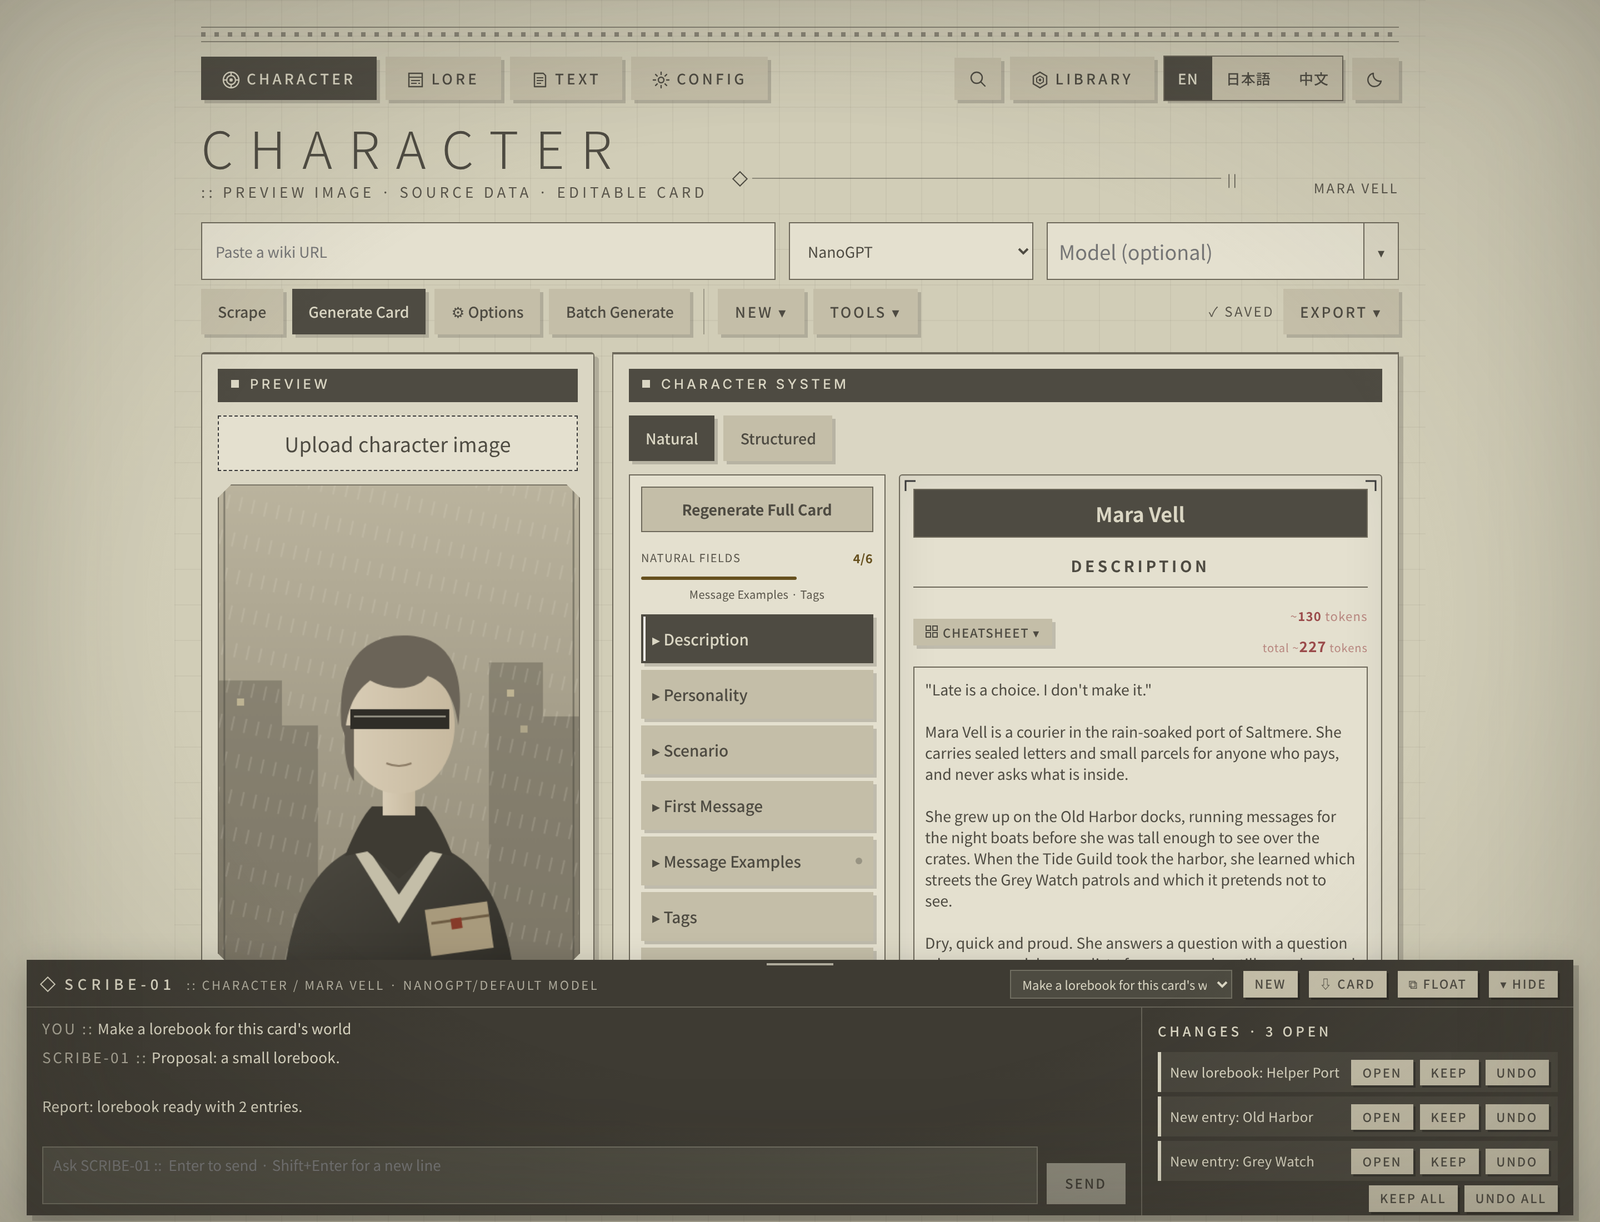 CHARACTER
LORE
TEXT
CONFIG
LIBRARY
EN
日本語
中文
CHARACTER
:: PREVIEW IMAGE · SOURCE DATA · EDITABLE CARD
MARA VELL
Paste a wiki URL
NanoGPT
Model (optional)
Scrape
Generate Card
⚙ Options
Batch Generate
NEW ▾
TOOLS ▾
✓ SAVED
EXPORT ▾
PREVIEW
Upload character image
CHARACTER SYSTEM
Natural
Structured
Regenerate Full Card
NATURAL FIELDS 4/6
Message Examples · Tags
▸ Description
▸ Personality
▸ Scenario
▸ First Message
▸ Message Examples
▸ Tags
Mara Vell
DESCRIPTION
CHEATSHEET ▾
~130 tokens
total ~227 tokens
"Late is a choice. I don't make it."
Mara Vell is a courier in the rain-soaked port of Saltmere. She
carries sealed letters and small parcels for anyone who pays,
and never asks what is inside.
She grew up on the Old Harbor docks, running messages for
the night boats before she was tall enough to see over the
crates. When the Tide Guild took the harbor, she learned which
streets the Grey Watch patrols and which it pretends not to
see.
Dry, quick and proud. She answers a question with a question
SCRIBE-01 :: CHARACTER / MARA VELL · NANOGPT/DEFAULT MODEL
Make a lorebook for this card's w
NEW
⇩ CARD
⧉ FLOAT
▾ HIDE
YOU :: Make a lorebook for this card's world
SCRIBE-01 :: Proposal: a small lorebook.
Report: lorebook ready with 2 entries.
Ask SCRIBE-01 :: Enter to send · Shift+Enter for a new line
SEND
CHANGES · 3 OPEN
New lorebook: Helper Port OPEN KEEP UNDO
New entry: Old Harbor OPEN KEEP UNDO
New entry: Grey Watch OPEN KEEP UNDO
KEEP ALL UNDO ALL